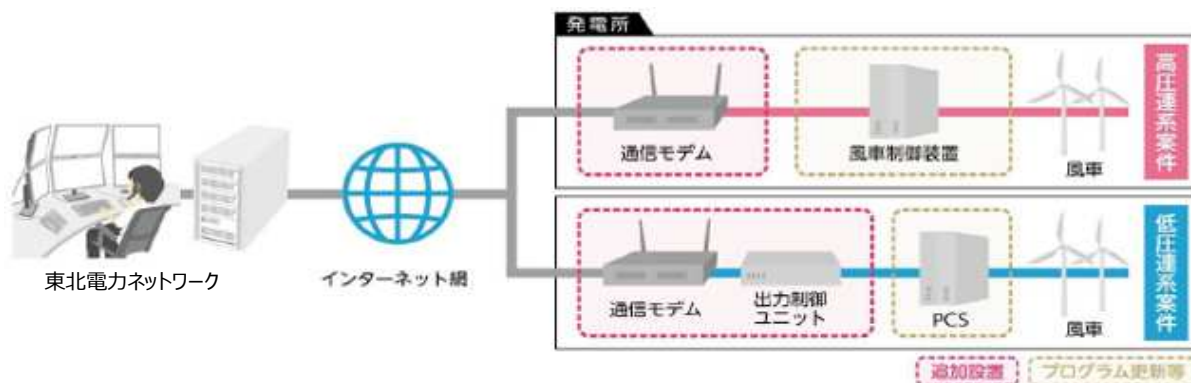 発電所
通信モデム
風車制御装置
風車
高圧連系案件
東北電力ネットワーク
インターネット網
通信モデム
出力制御
ユニット
PCS
風車
低圧連系案件
追加設置
プログラム更新等